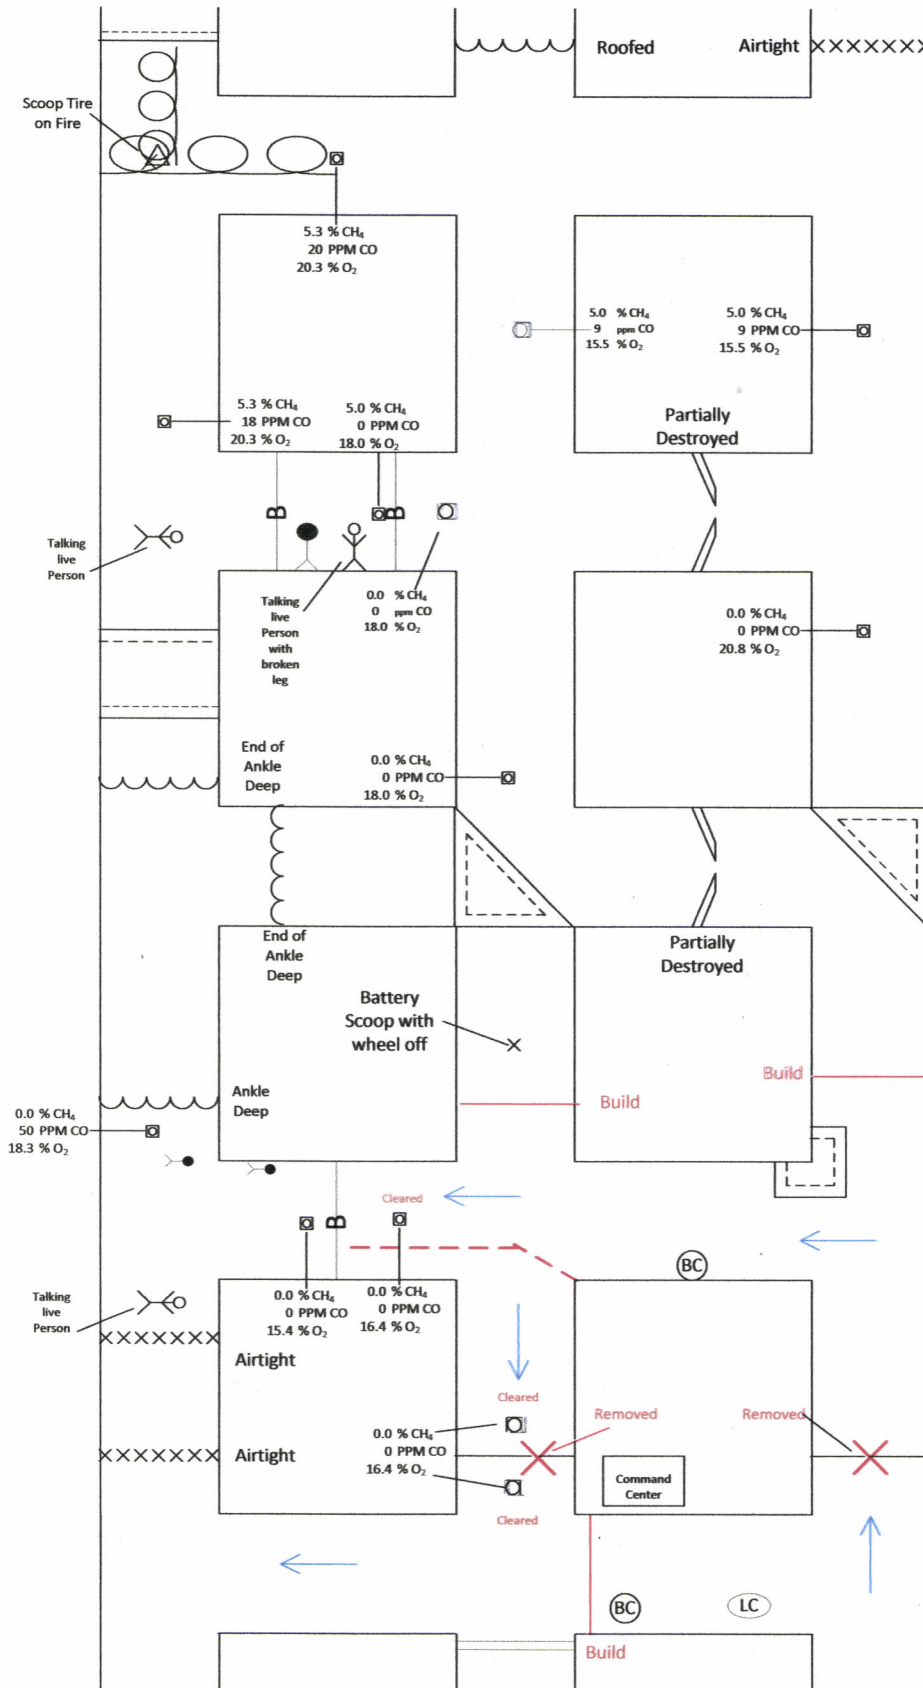 Roofed
Airtight
Scoop Tire
on Fire
5.3 % CH₄
20 PPM CO
20.3 % O₂
5.0 % CH₄
9 ppm CO
15.5 % O₂
5.0 % CH₄
9 PPM CO
15.5 % O₂
5.3 % CH₄
18 PPM CO
20.3 % O₂
5.0 % CH₄
0 PPM CO
18.0 % O₂
Partially
Destroyed
B
B
Talking
live
Person
Talking
live
Person
with
broken
leg
0.0 % CH₄
0 ppm CO
18.0 % O₂
0.0 % CH₄
0 PPM CO
20.8 % O₂
End of
Ankle
Deep
0.0 % CH₄
0 PPM CO
18.0 % O₂
End of
Ankle
Deep
Partially
Destroyed
Battery
Scoop with
wheel off
Build
Build
Ankle
Deep
0.0 % CH₄
50 PPM CO
18.3 % O₂
Cleared
B
BC
Talking
live
Person
0.0 % CH₄
0 PPM CO
15.4 % O₂
0.0 % CH₄
0 PPM CO
16.4 % O₂
Airtight
Cleared
Removed
Removed
0.0 % CH₄
0 PPM CO
16.4 % O₂
Airtight
Command
Center
Cleared
BC
LC
Build